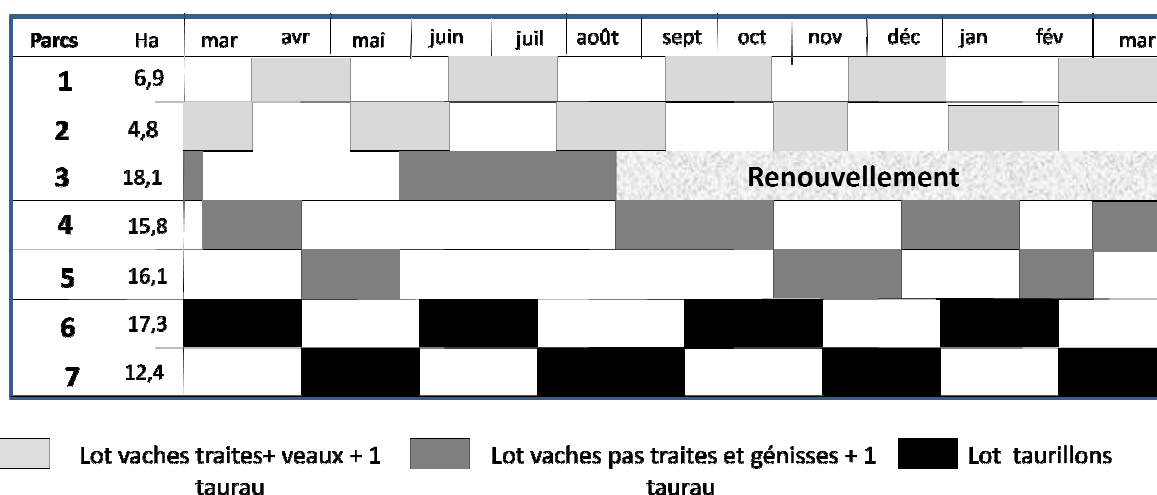 Parcs Ha mar avr maî juin juil août sept oct nov déc jan fév mar
1 6,9
2 4,8
3 18,1 Renouvellement
4 15,8
5 16,1
6 17,3
7 12,4
Lot vaches traites+ veaux + 1 taurau
Lot vaches pas traites et génisses + 1 taurau
Lot taurillons